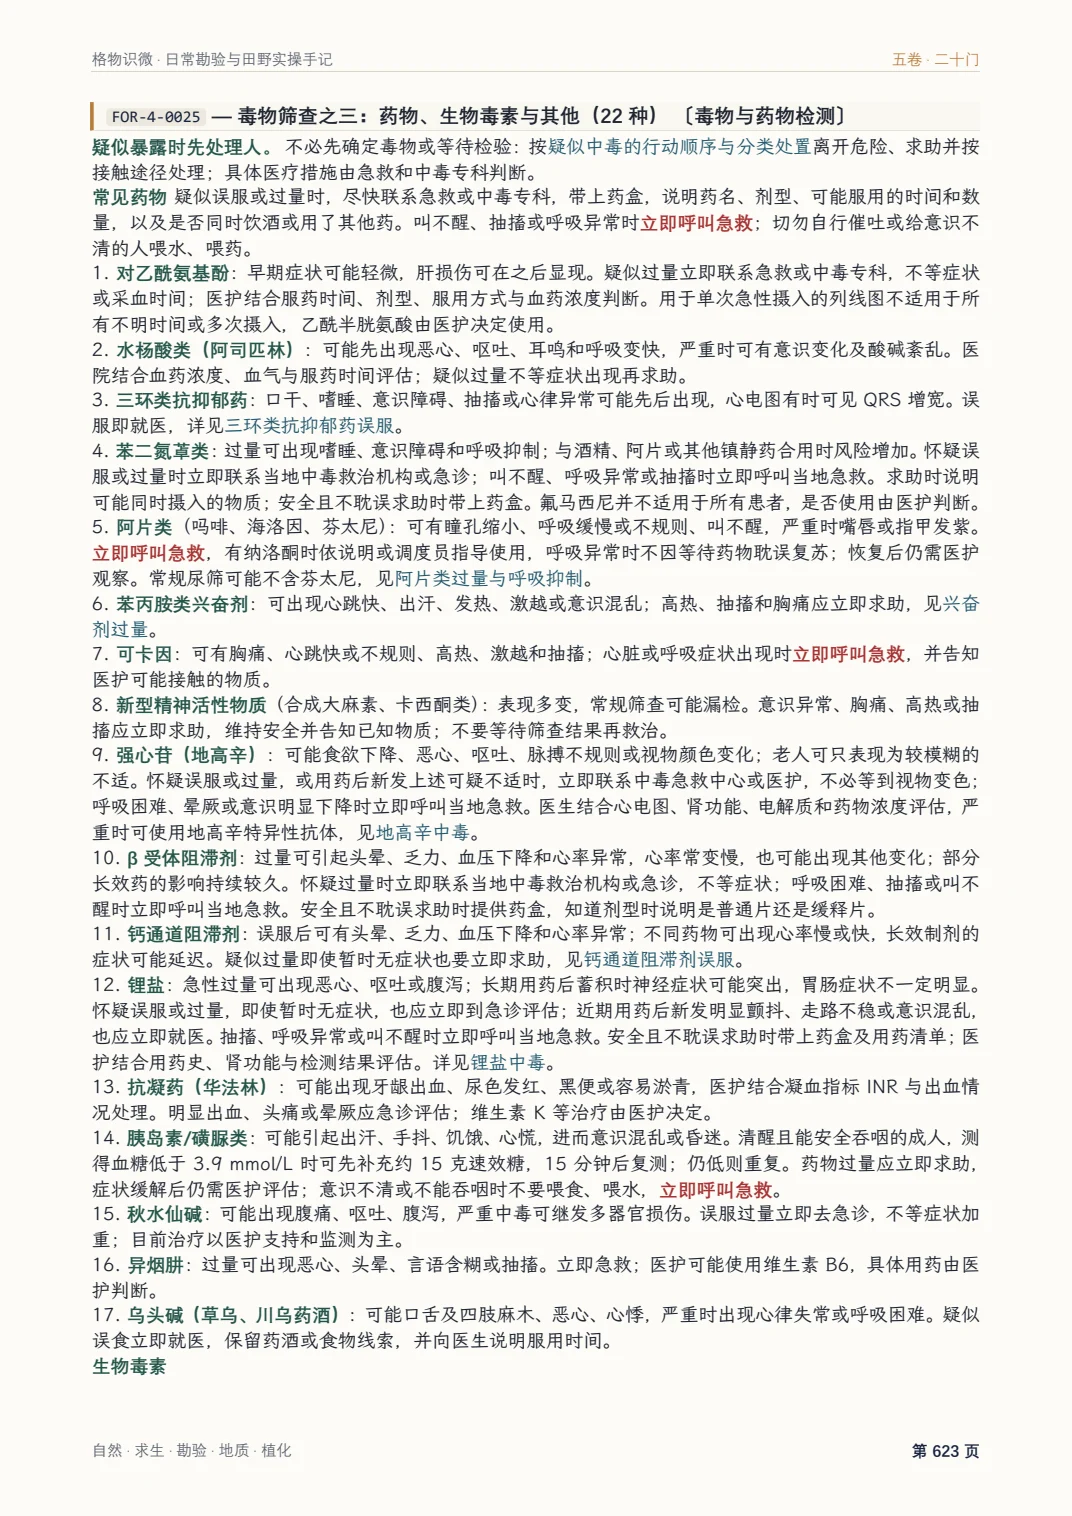 格物识微 · 日常勘验与田野实操手记
五卷 · 二十门
FOR-4-0025 — 毒物筛查之三：药物、生物毒素与其他（22 种）〔毒物与药物检测〕
疑似暴露时先处理人。 不必先确定毒物或等待检验：按疑似中毒的行动顺序与分类处置离开危险、求助并按
接触途径处理；具体医疗措施由急救和中毒专科判断。
常见药物 疑似误服或过量时，尽快联系急救或中毒专科，带上药盒，说明药名、剂型、可能服用的时间和数
量，以及是否同时饮酒或用了其他药。叫不醒、抽搐或呼吸异常时立即呼叫急救；切勿自行催吐或给意识不
清的人喂水、喂药。
1. 对乙酰氨基酚：早期症状可能轻微，肝损伤可在之后显现。疑似过量立即联系急救或中毒专科，不等症状
或采血时间；医护结合服药时间、剂型、服用方式与血药浓度判断。用于单次急性摄入的列线图不适用于所
有不明时间或多次摄入，乙酰半胱氨酸由医护决定使用。
2. 水杨酸类（阿司匹林）：可能先出现恶心、呕吐、耳鸣和呼吸变快，严重时可有意识变化及酸碱紊乱。医
院结合血药浓度、血气与服药时间评估；疑似过量不等症状出现再求助。
3. 三环类抗抑郁药：口干、嗜睡、意识障碍、抽搐或心律异常可能先后出现，心电图有时可见 QRS 增宽。误
服即就医，详见三环类抗抑郁药误服。
4. 苯二氮䓬类：过量可出现嗜睡、意识障碍和呼吸抑制；与酒精、阿片或其他镇静药合用时风险增加。怀疑误
服或过量时立即联系当地中毒救治机构或急诊；叫不醒、呼吸异常或抽搐时立即呼叫当地急救。求助时说明
可能同时摄入的物质；安全且不耽误求助时带上药盒。氟马西尼并不适用于所有患者，是否使用由医护判断。
5. 阿片类（吗啡、海洛因、芬太尼）：可有瞳孔缩小、呼吸缓慢或不规则、叫不醒，严重时嘴唇或指甲发紫。
立即呼叫急救，有纳洛酮时依说明或调度员指导使用，呼吸异常时不因等待药物耽误复苏；恢复后仍需医护
观察。常规尿筛可能不含芬太尼，见阿片类过量与呼吸抑制。
6. 苯丙胺类兴奋剂：可出现心跳快、出汗、发热、激越或意识混乱；高热、抽搐和胸痛应立即求助，见兴奋
剂过量。
7. 可卡因：可有胸痛、心跳快或不规则、高热、激越和抽搐；心脏或呼吸症状出现时立即呼叫急救，并告知
医护可能接触的物质。
8. 新型精神活性物质（合成大麻素、卡西酮类）：表现多变，常规筛查可能漏检。意识异常、胸痛、高热或抽
搐应立即求助，维持安全并告知已知物质；不要等待筛查结果再救治。
9. 强心苷（地高辛）：可能食欲下降、恶心、呕吐、脉搏不规则或视物颜色变化；老人可只表现为较模糊的
不适。怀疑误服或过量，或用药后新发上述可疑不适时，立即联系中毒急救中心或医护，不必等到视物变色；
呼吸困难、晕厥或意识明显下降时立即呼叫当地急救。医生结合心电图、肾功能、电解质和药物浓度评估，严
重时可使用地高辛特异性抗体，见地高辛中毒。
10. β 受体阻滞剂：过量可引起头晕、乏力、血压下降和心率异常，心率常变慢，也可能出现其他变化；部分
长效药的影响持续较久。怀疑过量时立即联系当地中毒救治机构或急诊，不等症状；呼吸困难、抽搐或叫不
醒时立即呼叫当地急救。安全且不耽误求助时提供药盒，知道剂型时说明是普通片还是缓释片。
11. 钙通道阻滞剂：误服后可有头晕、乏力、血压下降和心率异常；不同药物可出现心率慢或快，长效制剂的
症状可能延迟。疑似过量即使暂时无症状也要立即求助，见钙通道阻滞剂误服。
12. 锂盐：急性过量可出现恶心、呕吐或腹泻；长期用药后蓄积时神经症状可能突出，胃肠症状不一定明显。
怀疑误服或过量，即使暂时无症状，也应立即到急诊评估；近期用药后新发明显颤抖、走路不稳或意识混乱，
也应立即就医。抽搐、呼吸异常或叫不醒时立即呼叫当地急救。安全且不耽误求助时带上药盒及用药清单；医
护结合用药史、肾功能与检测结果评估。详见锂盐中毒。
13. 抗凝药（华法林）：可能出现牙龈出血、尿色发红、黑便或容易淤青，医护结合凝血指标 INR 与出血情
况处理。明显出血、头痛或晕厥应急诊评估；维生素 K 等治疗由医护决定。
14. 胰岛素/磺脲类：可能引起出汗、手抖、饥饿、心慌，进而意识混乱或昏迷。清醒且能安全吞咽的成人，测
得血糖低于 3.9 mmol/L 时可先补充约 15 克速效糖，15 分钟后复测；仍低则重复。药物过量应立即求助，
症状缓解后仍需医护评估；意识不清或不能吞咽时不要喂食、喂水，立即呼叫急救。
15. 秋水仙碱：可能出现腹痛、呕吐、腹泻，严重中毒可继发多器官损伤。误服过量立即去急诊，不等症状加
重；目前治疗以医护支持和监测为主。
16. 异烟肼：过量可出现恶心、头晕、言语含糊或抽搐。立即急救；医护可能使用维生素 B6，具体用药由医
护判断。
17. 乌头碱（草乌、川乌药酒）：可能口舌及四肢麻木、恶心、心悸，严重时出现心律失常或呼吸困难。疑似
误食立即就医，保留药酒或食物线索，并向医生说明服用时间。
生物毒素
自然 · 求生 · 勘验 · 地质 · 植化
第 623 页